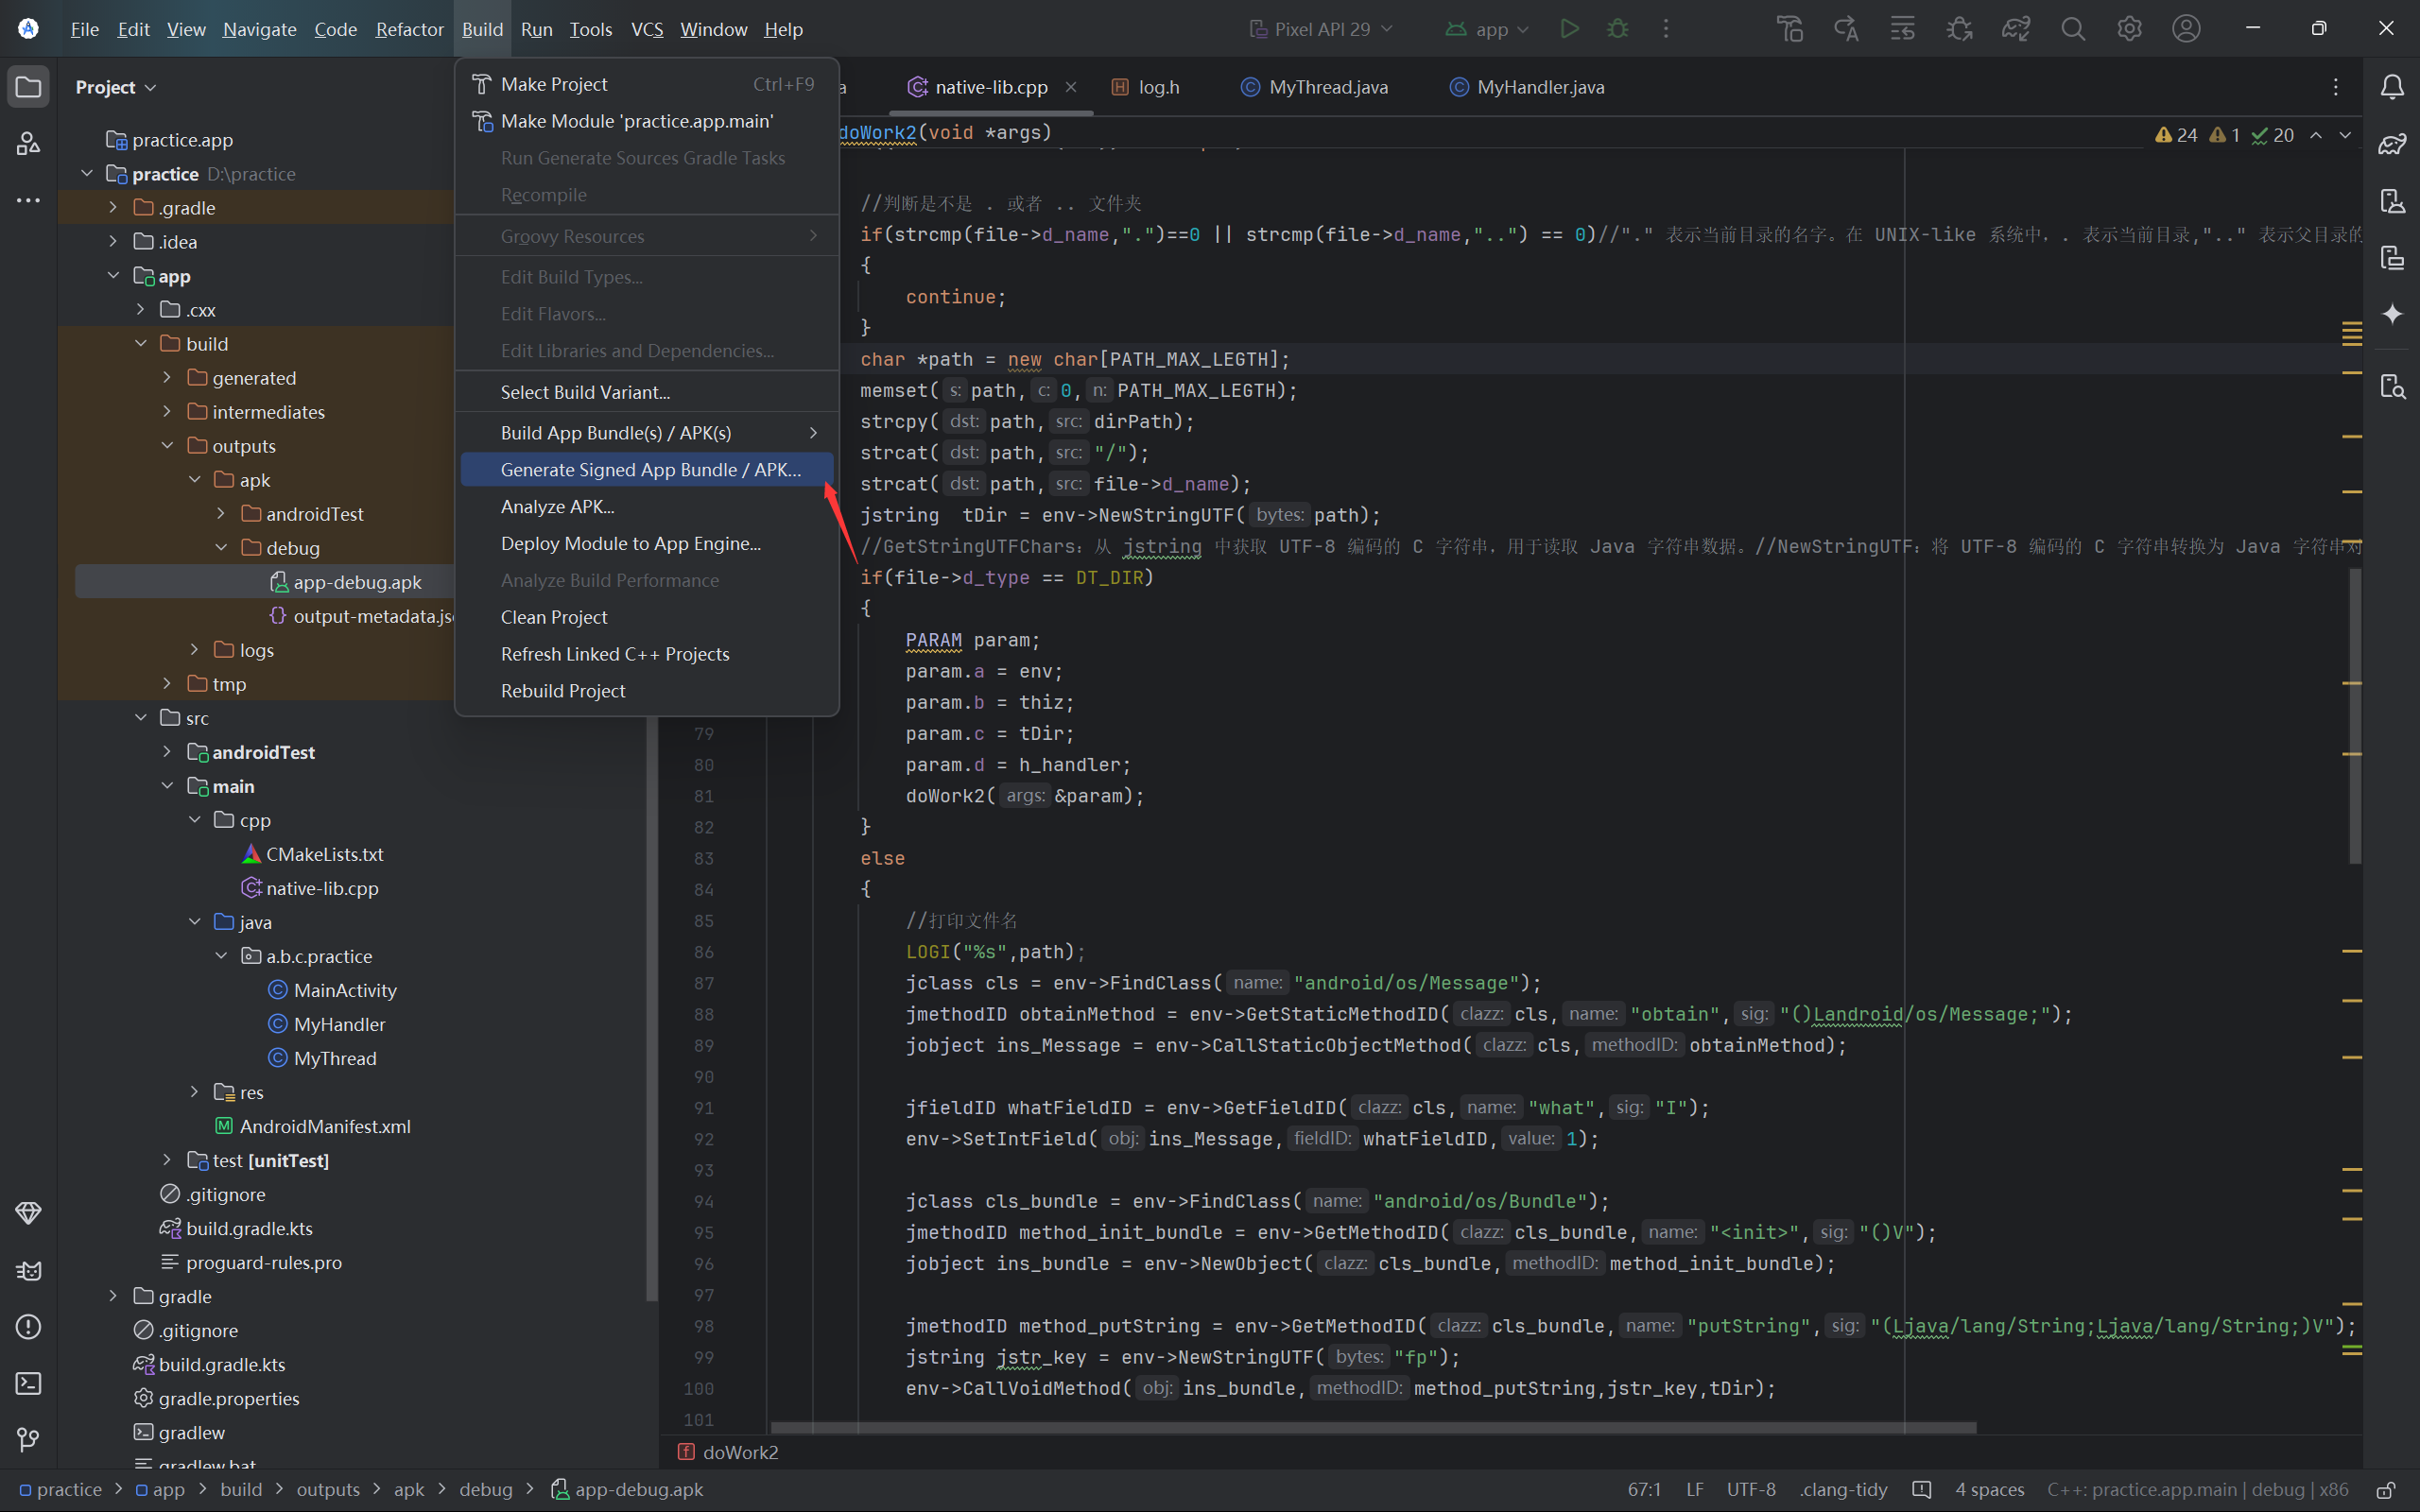 File Edit View Navigate Code Refactor Build Run Tools VCS Window Help
Pixel API 29
app
Project
practice.app
practice D:\practice
.gradle
.idea
app
.cxx
build
generated
intermediates
outputs
apk
androidTest
debug
app-debug.apk
output-metadata.js
logs
tmp
src
androidTest
main
cpp
CMakeLists.txt
native-lib.cpp
java
a.b.c.practice
MainActivity
MyHandler
MyThread
res
AndroidManifest.xml
test [unitTest]
.gitignore
build.gradle.kts
proguard-rules.pro
gradle
.gitignore
build.gradle.kts
gradle.properties
gradlew
gradlew.bat
Make Project Ctrl+F9
Make Module 'practice.app.main'
Run Generate Sources Gradle Tasks
Recompile
Groovy Resources
Edit Build Types...
Edit Flavors...
Edit Libraries and Dependencies...
Select Build Variant...
Build App Bundle(s) / APK(s)
Generate Signed App Bundle / APK...
Analyze APK...
Deploy Module to App Engine...
Analyze Build Performance
Clean Project
Refresh Linked C++ Projects
Rebuild Project
a native-lib.cpp log.h MyThread.java MyHandler.java
doWork2(void *args)
24 1 20
//判断是不是 . 或者 .. 文件夹
if(strcmp(file->d_name,".")==0 || strcmp(file->d_name,"..") == 0)//"." 表示当前目录的名字。在 UNIX-like 系统中，. 表示当前目录,".." 表示父目录的
{
continue;
}
char *path = new char[PATH_MAX_LEGTH];
memset( s: path, c: 0, n: PATH_MAX_LEGTH);
strcpy( dst: path, src: dirPath);
strcat( dst: path, src: "/");
strcat( dst: path, src: file->d_name);
jstring tDir = env->NewStringUTF( bytes: path);
//GetStringUTFChars：从 jstring 中获取 UTF-8 编码的 C 字符串，用于读取 Java 字符串数据。//NewStringUTF：将 UTF-8 编码的 C 字符串转换为 Java 字符串对
if(file->d_type == DT_DIR)
{
PARAM param;
param.a = env;
param.b = thiz;
79 param.c = tDir;
80 param.d = h_handler;
81 doWork2( args: &param);
82 }
83 else
84 {
85 //打印文件名
86 LOGI("%s",path);
87 jclass cls = env->FindClass( name: "android/os/Message");
88 jmethodID obtainMethod = env->GetStaticMethodID( clazz: cls, name: "obtain", sig: "()Landroid/os/Message;");
89 jobject ins_Message = env->CallStaticObjectMethod( clazz: cls, methodID: obtainMethod);
90
91 jfieldID whatFieldID = env->GetFieldID( clazz: cls, name: "what", sig: "I");
92 env->SetIntField( obj: ins_Message, fieldID: whatFieldID, value: 1);
93
94 jclass cls_bundle = env->FindClass( name: "android/os/Bundle");
95 jmethodID method_init_bundle = env->GetMethodID( clazz: cls_bundle, name: "<init>", sig: "()V");
96 jobject ins_bundle = env->NewObject( clazz: cls_bundle, methodID: method_init_bundle);
97
98 jmethodID method_putString = env->GetMethodID( clazz: cls_bundle, name: "putString", sig: "(Ljava/lang/String;Ljava/lang/String;)V");
99 jstring jstr_key = env->NewStringUTF( bytes: "fp");
100 env->CallVoidMethod( obj: ins_bundle, methodID: method_putString,jstr_key,tDir);
101
doWork2
practice > app > build > outputs > apk > debug > app-debug.apk
67:1 LF UTF-8 .clang-tidy 4 spaces C++: practice.app.main | debug | x86